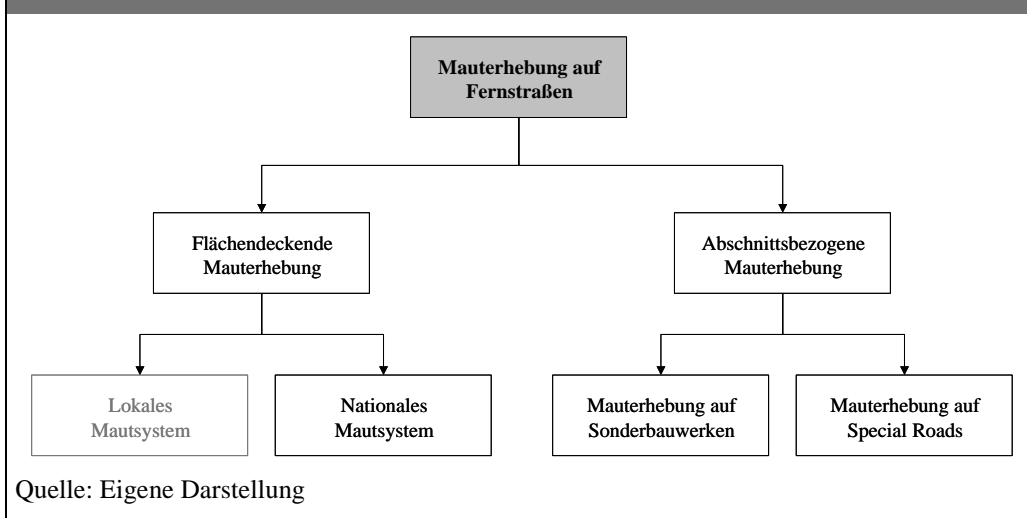 Mauterhebung auf
Fernstraßen
Flächendeckende
Mauterhebung
Abschnittsbezogene
Mauterhebung
Lokales
Mautsystem
Nationales
Mautsystem
Mauterhebung auf
Sonderbauwerken
Mauterhebung auf
Special Roads
Quelle: Eigene Darstellung